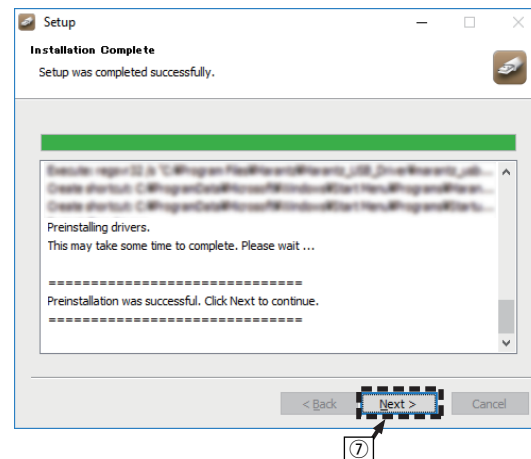 Setup
Installation Complete
Setup was completed successfully.
Preinstalling drivers.
This may take some time to complete. Please wait ...
==============================
Preinstallation was successful. Click Next to continue.
==============================
< Back
Next >
Cancel
⑦